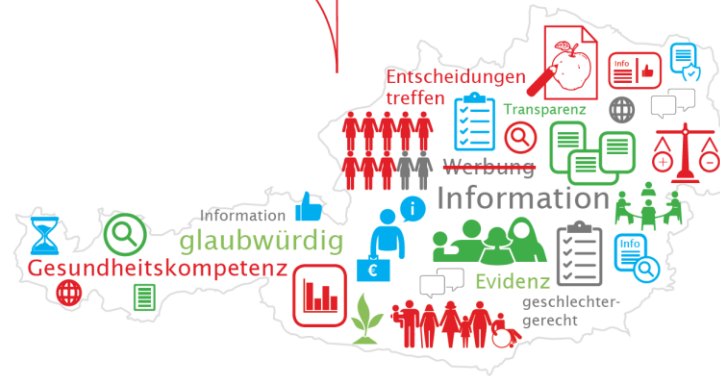 Entscheidungen
treffen
Info
Transparenz
Werbung
Information
Information
glaubwürdig
Gesundheitskompetenz
i
€
Info
Evidenz
geschlechter-
gerecht